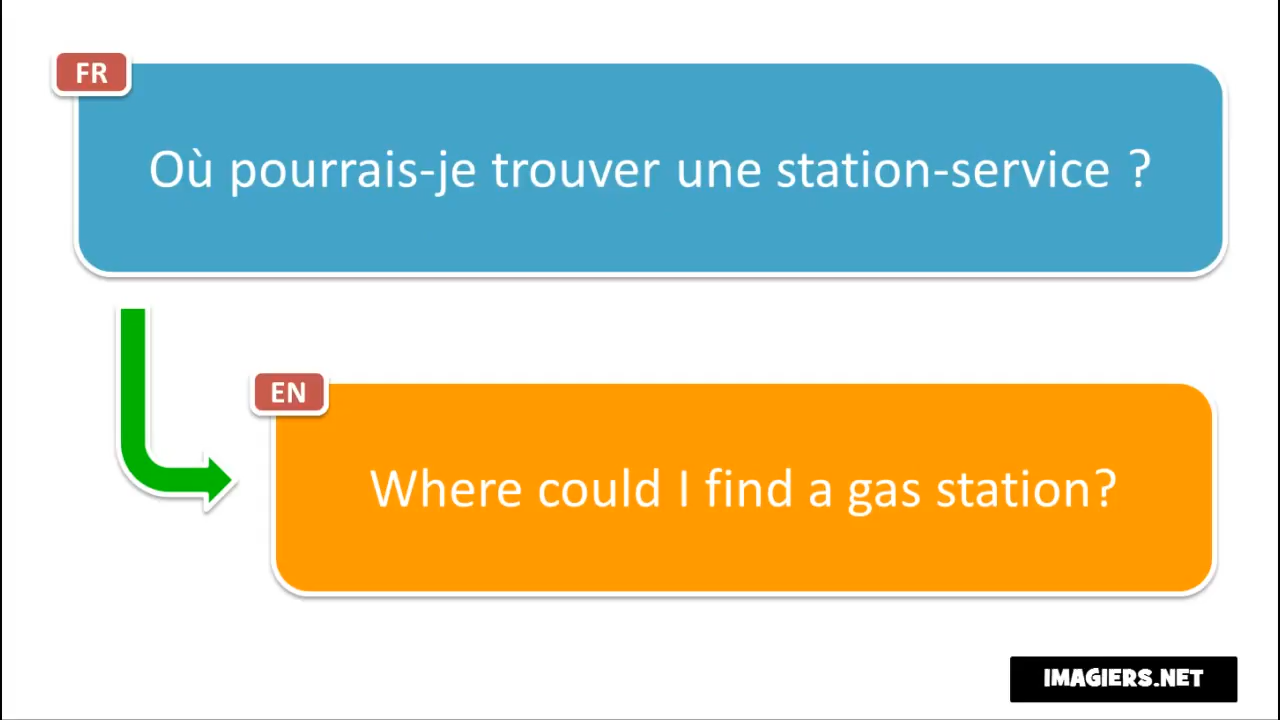 FR
Où pourrais-je trouver une station-service ?
EN
Where could I find a gas station?
IMAGIERS.NET